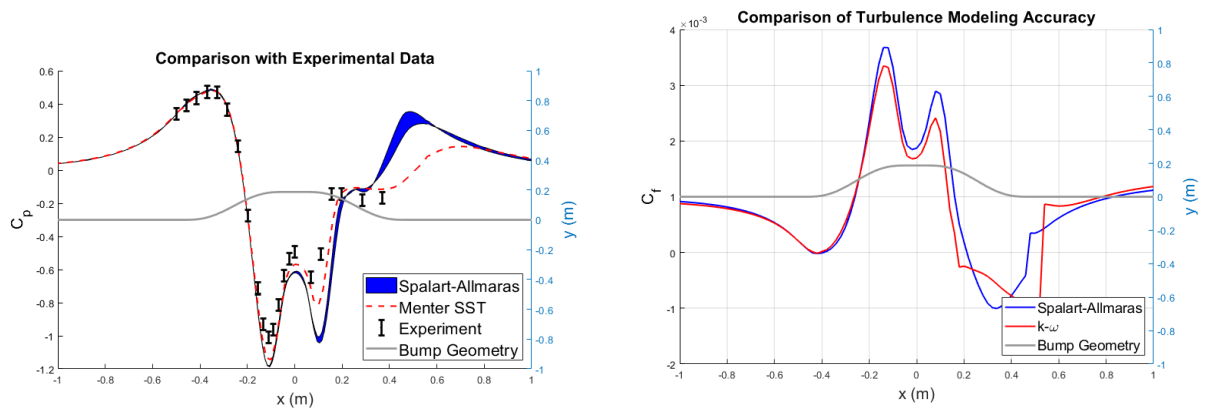 Comparison with Experimental Data
0.6
0.4
0.2
0
-0.2
-0.4
-0.6
-0.8
-1
-1.2
C_p
1
0.8
0.6
0.4
0.2
0
-0.2
-0.4
-0.6
-0.8
-1
y (m)
Spalart-Allmaras
Menter SST
Experiment
Bump Geometry
-1 -0.8 -0.6 -0.4 -0.2 0 0.2 0.4 0.6 0.8 1
x (m)
×10⁻³
Comparison of Turbulence Modeling Accuracy
4
3
2
1
0
-1
-2
C_f
1
0.8
0.6
0.4
0.2
0
-0.2
-0.4
-0.6
-0.8
-1
y (m)
Spalart-Allmaras
k-ω
Bump Geometry
-1 -0.8 -0.6 -0.4 -0.2 0 0.2 0.4 0.6 0.8 1
x (m)